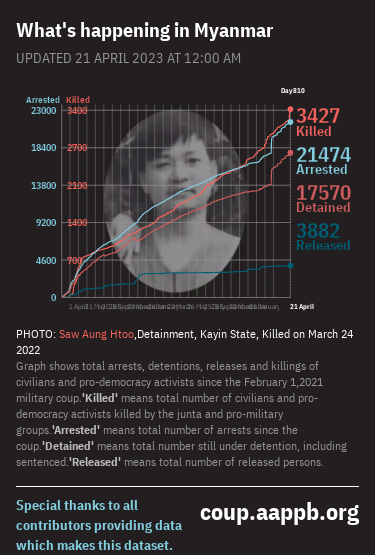 What's happening in Myanmar
UPDATED 21 APRIL 2023 AT 12:00 AM
Day810
Arrested Killed
23000 3400
18400 2700
13800 2100
9200 1400
4600 700
0
3427
Killed
21474
Arrested
17570
Detained
3882
Released
21 April
PHOTO: Saw Aung Htoo,Detainment, Kayin State, Killed on March 24
2022
Graph shows total arrests, detentions, releases and killings of
civilians and pro-democracy activists since the February 1,2021
military coup.'Killed' means total number of civilians and pro-
democracy activists killed by the junta and pro-military
groups.'Arrested' means total number of arrests since the
coup.'Detained' means total number still under detention, including
sentenced.'Released' means total number of released persons.
Special thanks to all
contributors providing data
which makes this dataset.
coup.aappb.org